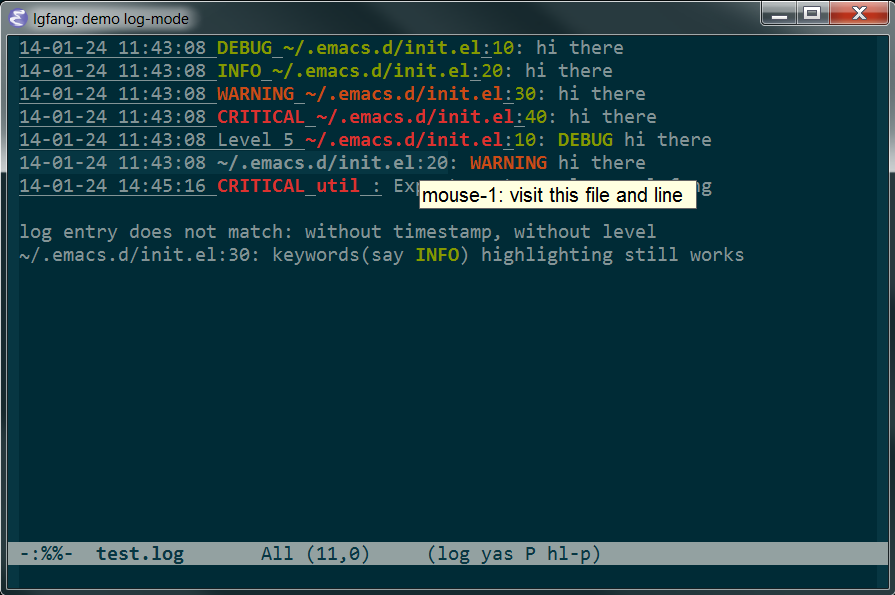 lgfang: demo log-mode
14-01-24 11:43:08 DEBUG ~/.emacs.d/init.el:10: hi there
14-01-24 11:43:08 INFO ~/.emacs.d/init.el:20: hi there
14-01-24 11:43:08 WARNING ~/.emacs.d/init.el:30: hi there
14-01-24 11:43:08 CRITICAL ~/.emacs.d/init.el:40: hi there
14-01-24 11:43:08 Level 5 ~/.emacs.d/init.el:10: DEBUG hi there
14-01-24 11:43:08 ~/.emacs.d/init.el:20: WARNING hi there
14-01-24 14:45:16 CRITICAL util :
mouse-1: visit this file and line
log entry does not match: without timestamp, without level
~/.emacs.d/init.el:30: keywords(say INFO) highlighting still works
-:%%-  test.log       All (11,0)     (log yas P hl-p)